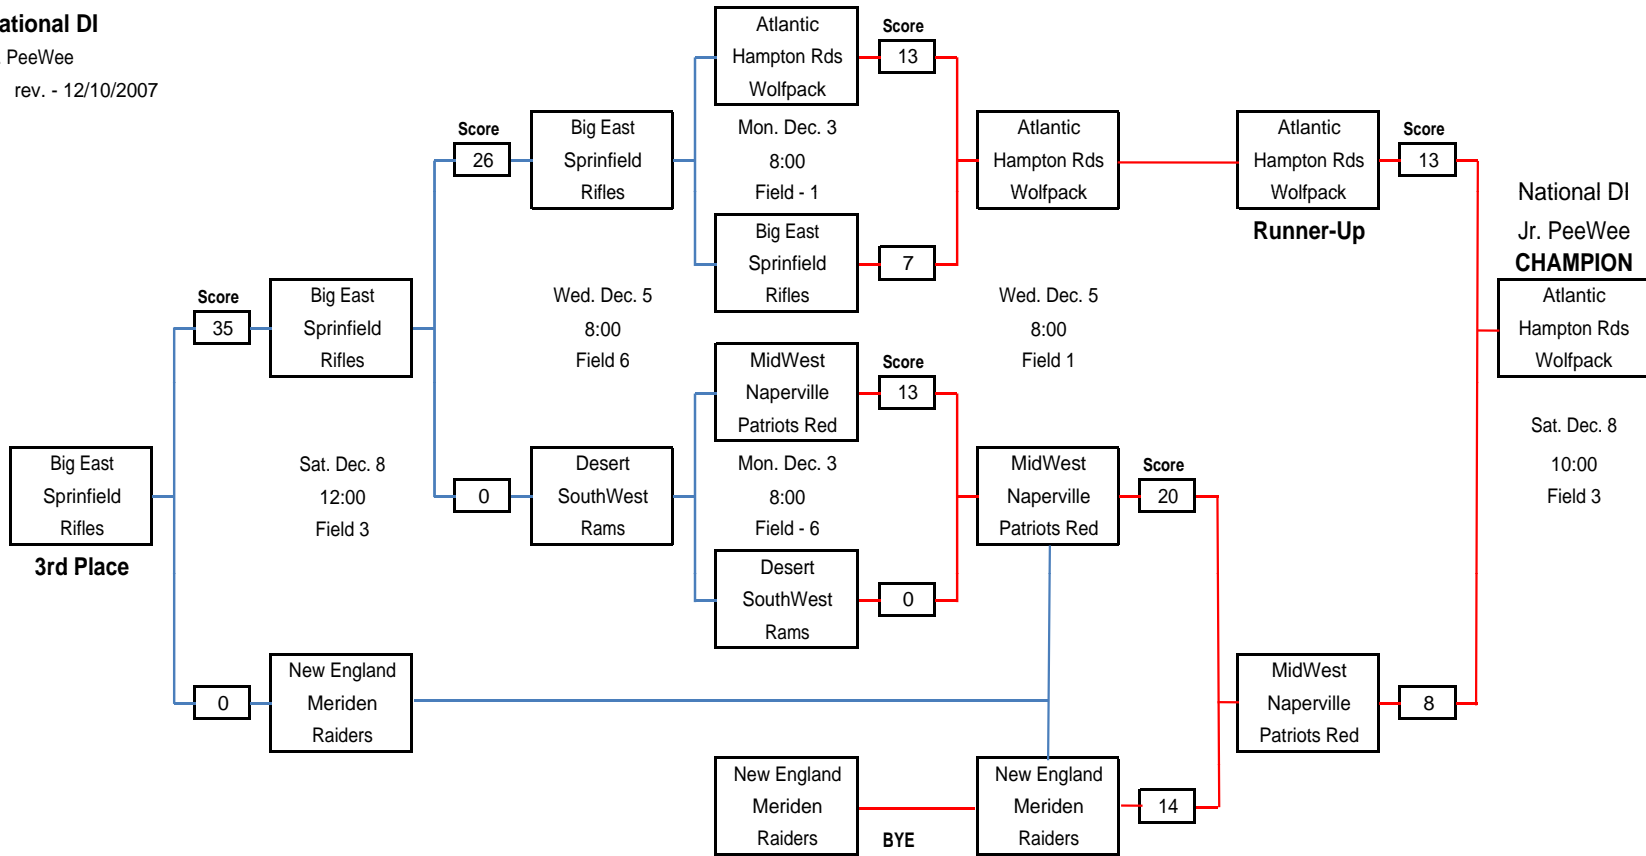 ational DI
PeeWee
rev. - 12/10/2007
Atlantic
Hampton Rds
Wolfpack
Score
13
Mon. Dec. 3
8:00
Field - 1
Big East
Sprinfield
Rifles
7
Score
26
Big East
Sprinfield
Rifles
Atlantic
Hampton Rds
Wolfpack
Atlantic
Hampton Rds
Wolfpack
Runner-Up
Score
13
National DI
Jr. PeeWee
CHAMPION
Atlantic
Hampton Rds
Wolfpack
Sat. Dec. 8
10:00
Field 3
Score
35
Big East
Sprinfield
Rifles
Wed. Dec. 5
8:00
Field 6
Wed. Dec. 5
8:00
Field 1
MidWest
Naperville
Patriots Red
Score
13
Mon. Dec. 3
8:00
Field - 6
Desert
SouthWest
Rams
0
Big East
Sprinfield
Rifles
3rd Place
Sat. Dec. 8
12:00
Field 3
0
Desert
SouthWest
Rams
MidWest
Naperville
Patriots Red
Score
20
0
New England
Meriden
Raiders
MidWest
Naperville
Patriots Red
8
New England
Meriden
Raiders
BYE
New England
Meriden
Raiders
14